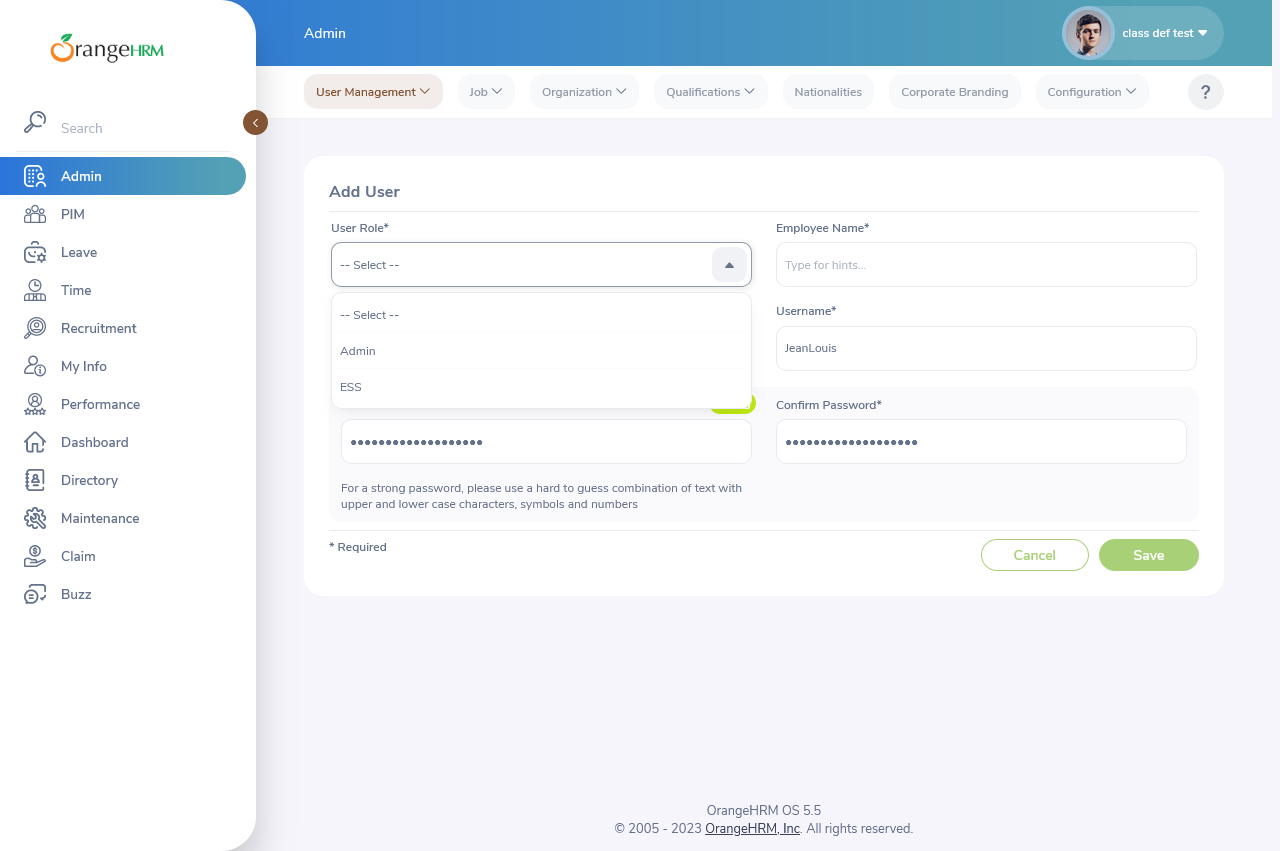 OrangeHRM
Admin
class def test
User Management
Job
Organization
Qualifications
Nationalities
Corporate Branding
Configuration
?
Search
Admin
PIM
Leave
Time
Recruitment
My Info
Performance
Dashboard
Directory
Maintenance
Claim
Buzz
Add User
User Role*
-- Select --
-- Select --
Admin
ESS
Employee Name*
Type for hints...
Username*
JeanLouis
Confirm Password*
For a strong password, please use a hard to guess combination of text with
upper and lower case characters, symbols and numbers
* Required
Cancel
Save
OrangeHRM OS 5.5
© 2005 - 2023 OrangeHRM, Inc. All rights reserved.